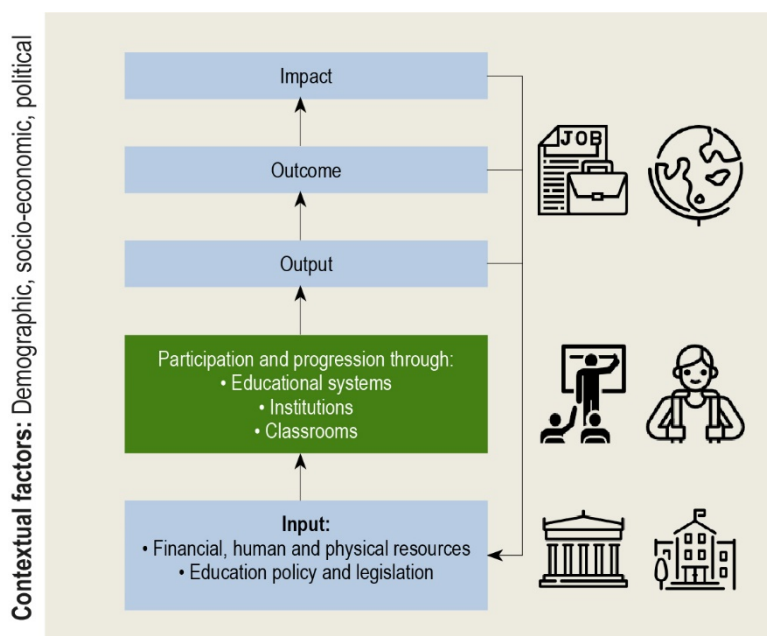 Contextual factors: Demographic, socio-economic, political
Impact
Outcome
Output
Participation and progression through:
• Educational systems
• Institutions
• Classrooms
Input:
• Financial, human and physical resources
• Education policy and legislation
JOB